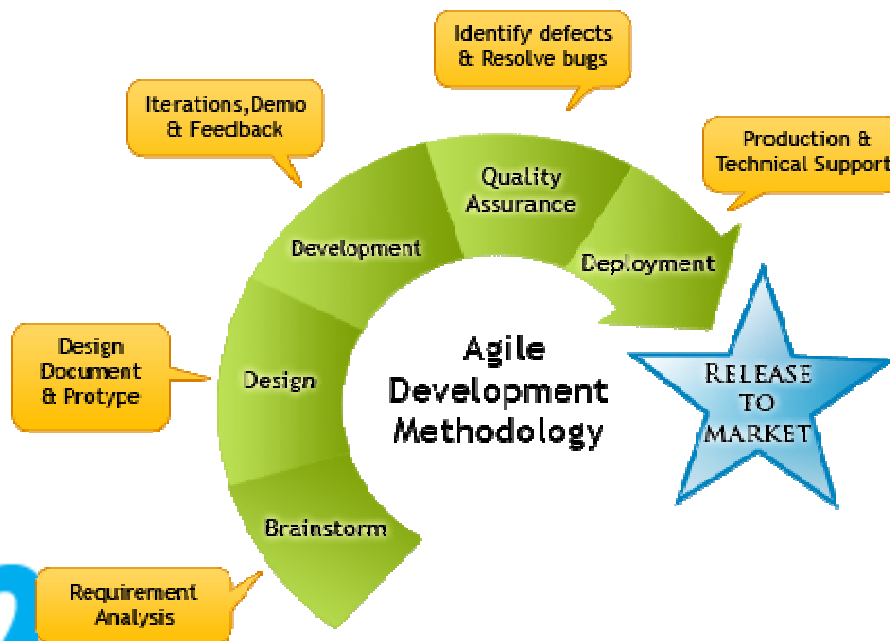 Identify defects
& Resolve bugs
Iterations,Demo
& Feedback
Production &
Technical Support
Quality
Assurance
Development
Deployment
Design
Document
& Protype
Design
Agile
Development
Methodology
RELEASE
TO
MARKET
Brainstorm
Requirement
Analysis
2